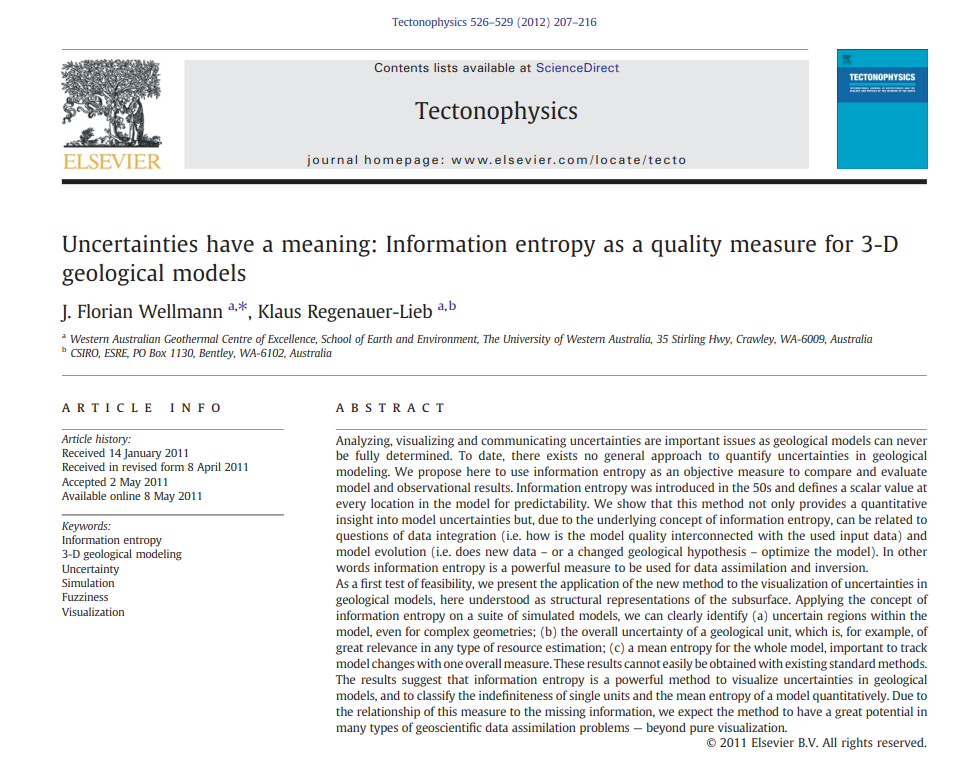 Tectonophysics 526–529 (2012) 207–216
Contents lists available at ScienceDirect
Tectonophysics
journal homepage: www.elsevier.com/locate/tecto
ELSEVIER
TECTONOPHYSICS
Uncertainties have a meaning: Information entropy as a quality measure for 3-D
geological models
J. Florian Wellmann a,*, Klaus Regenauer-Lieb a,b
a Western Australian Geothermal Centre of Excellence, School of Earth and Environment, The University of Western Australia, 35 Stirling Hwy, Crawley, WA-6009, Australia
b CSIRO, ESRE, PO Box 1130, Bentley, WA-6102, Australia
ARTICLE INFO
Article history:
Received 14 January 2011
Received in revised form 8 April 2011
Accepted 2 May 2011
Available online 8 May 2011
Keywords:
Information entropy
3-D geological modeling
Uncertainty
Simulation
Fuzziness
Visualization
ABSTRACT
Analyzing, visualizing and communicating uncertainties are important issues as geological models can never
be fully determined. To date, there exists no general approach to quantify uncertainties in geological
modeling. We propose here to use information entropy as an objective measure to compare and evaluate
model and observational results. Information entropy was introduced in the 50s and defines a scalar value at
every location in the model for predictability. We show that this method not only provides a quantitative
insight into model uncertainties but, due to the underlying concept of information entropy, can be related to
questions of data integration (i.e. how is the model quality interconnected with the used input data) and
model evolution (i.e. does new data – or a changed geological hypothesis – optimize the model). In other
words information entropy is a powerful measure to be used for data assimilation and inversion.
As a first test of feasibility, we present the application of the new method to the visualization of uncertainties in
geological models, here understood as structural representations of the subsurface. Applying the concept of
information entropy on a suite of simulated models, we can clearly identify (a) uncertain regions within the
model, even for complex geometries; (b) the overall uncertainty of a geological unit, which is, for example, of
great relevance in any type of resource estimation; (c) a mean entropy for the whole model, important to track
model changes with one overall measure. These results cannot easily be obtained with existing standard methods.
The results suggest that information entropy is a powerful method to visualize uncertainties in geological
models, and to classify the indefiniteness of single units and the mean entropy of a model quantitatively. Due to
the relationship of this measure to the missing information, we expect the method to have a great potential in
many types of geoscientific data assimilation problems — beyond pure visualization.
© 2011 Elsevier B.V. All rights reserved.